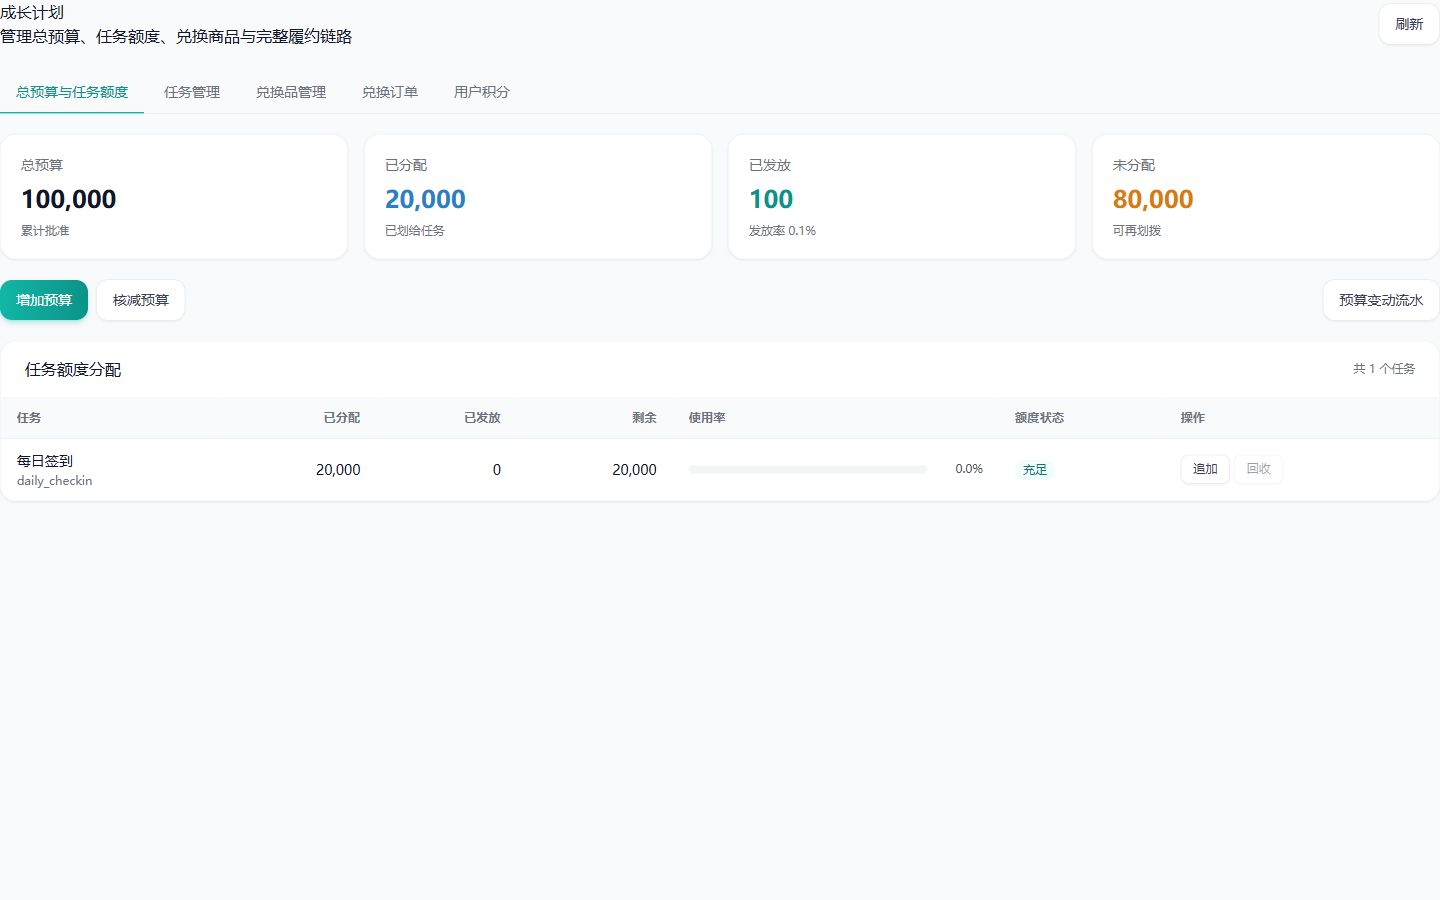 成长计划
管理总预算、任务额度、兑换商品与完整履约链路
刷新
总预算与任务额度 任务管理 兑换品管理 兑换订单 用户积分
总预算 已分配 已发放 未分配
100,000 20,000 100 80,000
累计批准 已划给任务 发放率 0.1% 可再划拨
增加预算 核减预算 预算变动流水
任务额度分配 共 1 个任务
任务 已分配 已发放 剩余 使用率 额度状态 操作
每日签到 20,000 0 20,000 0.0% 充足 追加 回收
daily_checkin